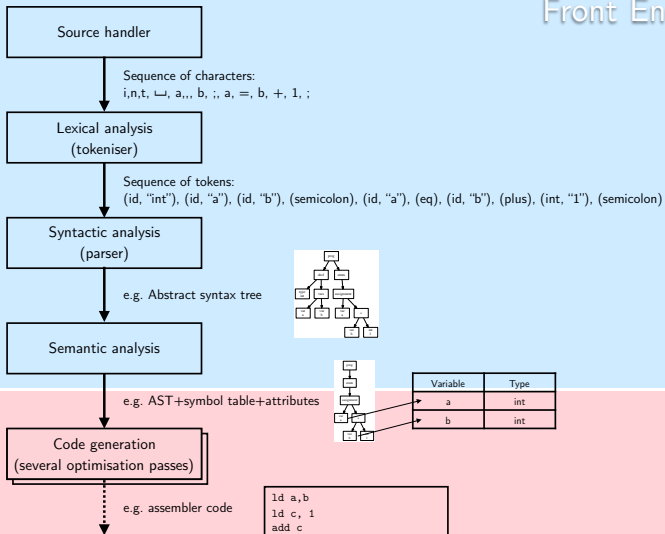 Front En
Source handler
Sequence of characters:
i,n,t, ␣, a,,, b, ;, a, =, b, +, 1, ;
Lexical analysis
(tokeniser)
Sequence of tokens:
(id, “int”), (id, “a”), (id, “b”), (semicolon), (id, “a”), (eq), (id, “b”), (plus), (int, “1”), (semicolon)
Syntactic analysis
(parser)
e.g. Abstract syntax tree
Semantic analysis
e.g. AST+symbol table+attributes
Variable Type
a int
b int
Code generation
(several optimisation passes)
e.g. assembler code
ld a,b
ld c, 1
add c